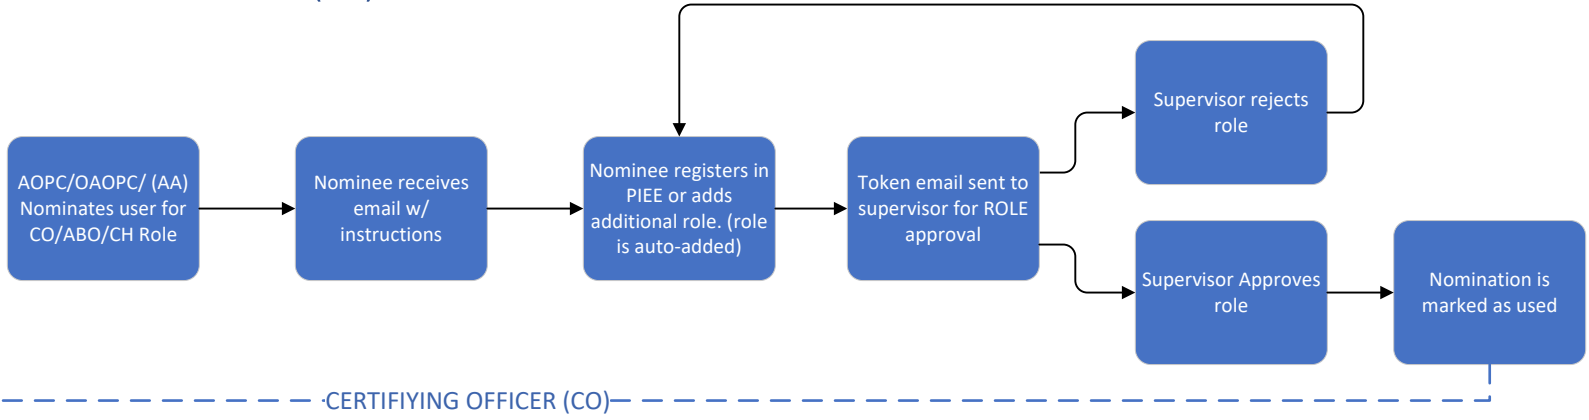 AOPC/OAOPC/ (AA)
Nominates user for
CO/ABO/CH Role
Nominee receives
email w/
instructions
Nominee registers in
PIEE or adds
additional role. (role
is auto-added)
Token email sent to
supervisor for ROLE
approval
Supervisor rejects
role
Supervisor Approves
role
Nomination is
marked as used
CERTIFIYING OFFICER (CO)